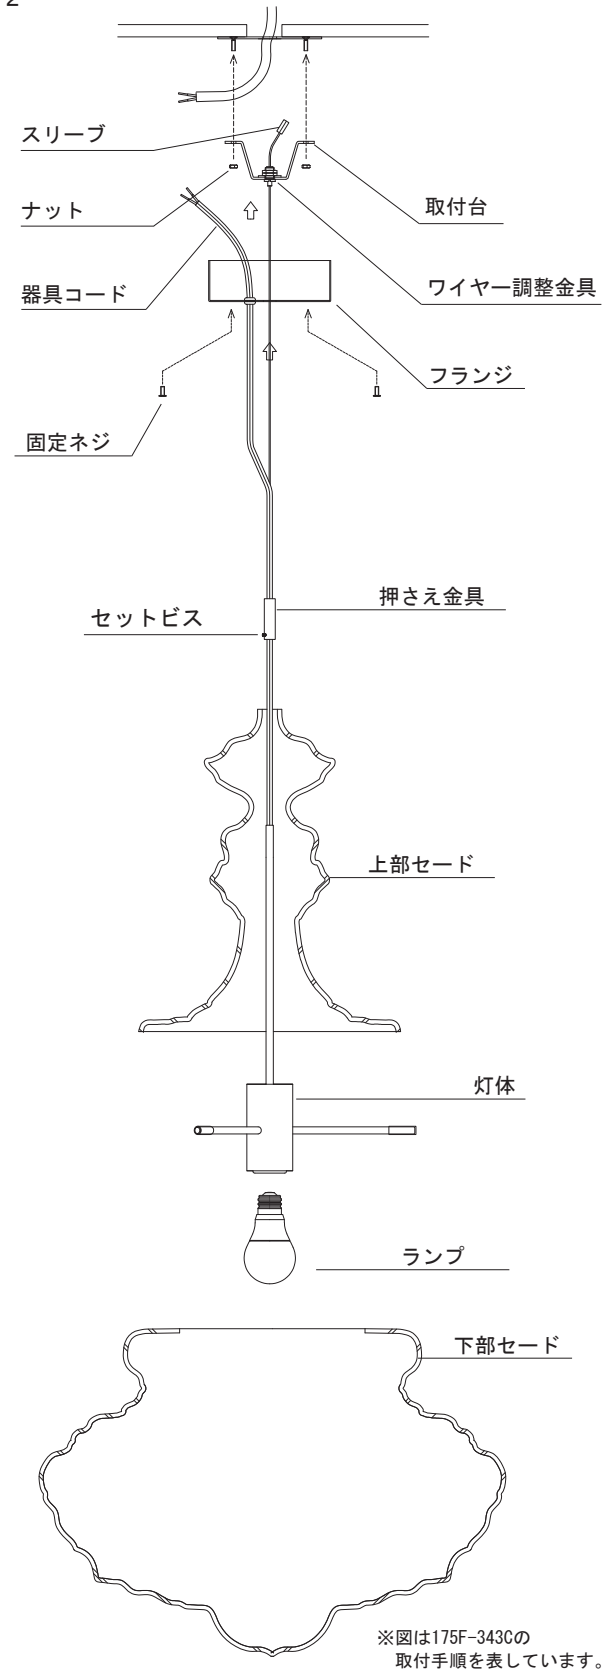 2
スリーブ
取付台
ナット
ワイヤー調整金具
器具コード
フランジ
固定ネジ
押さえ金具
セットビス
上部セード
灯体
ランプ
下部セード
※図は175F-343Cの
取付手順を表しています。